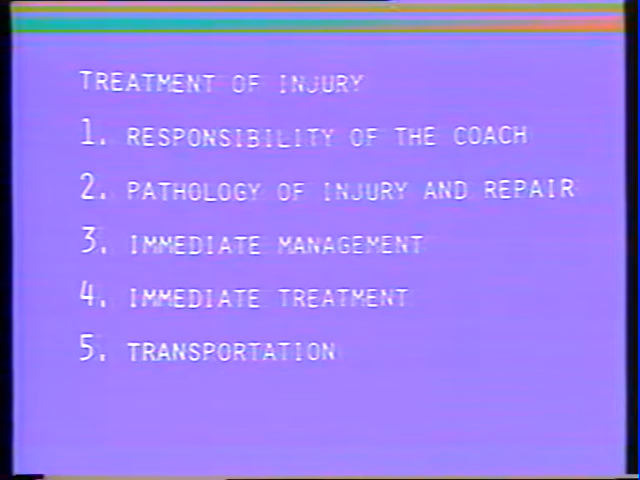 TREATMENT OF INJURY
1. RESPONSIBILITY OF THE COACH
2. PATHOLOGY OF INJURY AND REPAIR
3. IMMEDIATE MANAGEMENT
4. IMMEDIATE TREATMENT
5. TRANSPORTATION